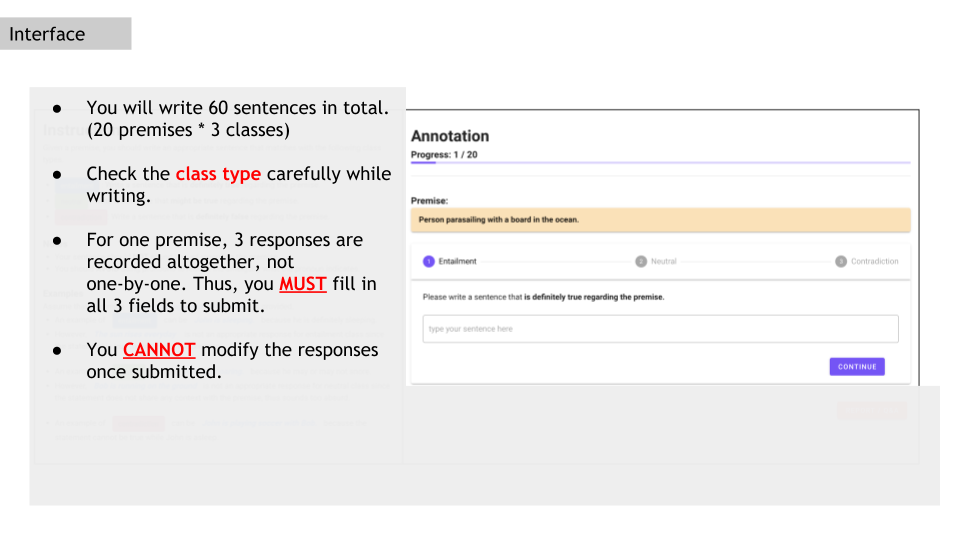 Interface
● You will write 60 sentences in total.
(20 premises * 3 classes)
● Check the class type carefully while
writing.
● For one premise, 3 responses are
recorded altogether, not
one-by-one. Thus, you MUST fill in
all 3 fields to submit.
● You CANNOT modify the responses
once submitted.
Annotation
Progress: 1 / 20
Premise:
Person parasailing with a board in the ocean.
1 Entailment 2 Neutral 3 Contradiction
Please write a sentence that is definitely true regarding the premise.
type your sentence here
CONTINUE